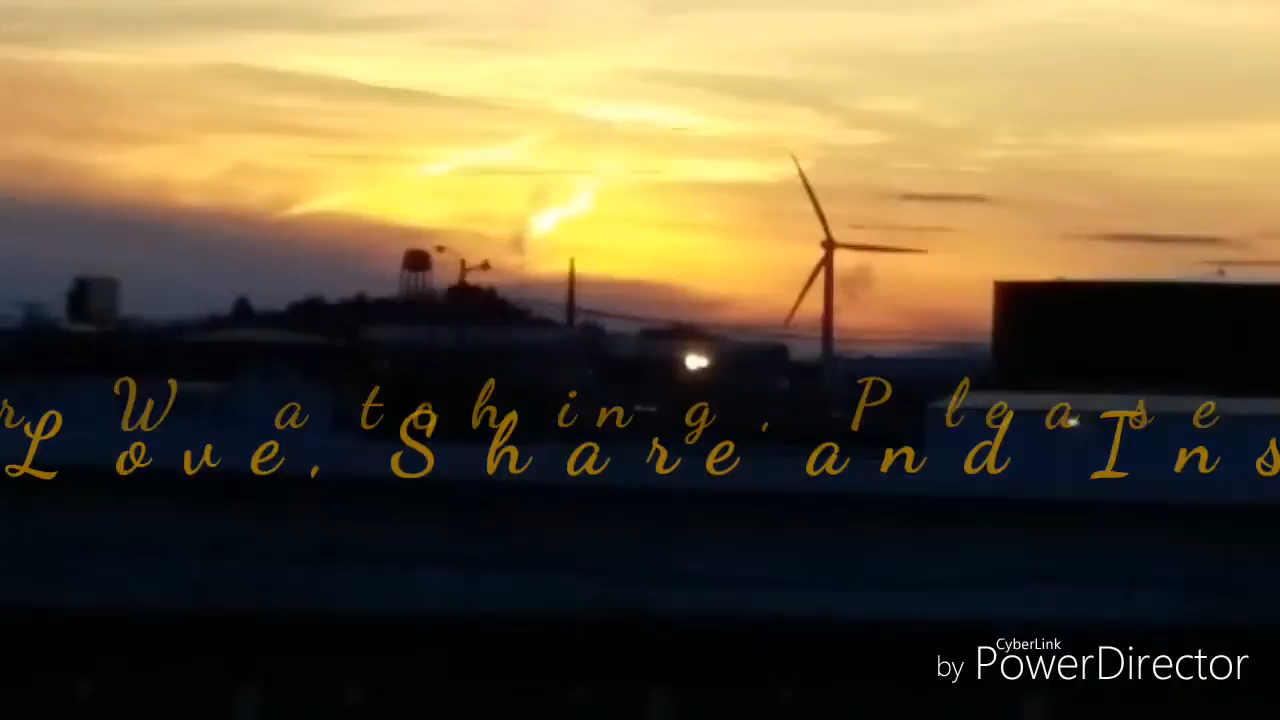 r Watching. Please
Love, Share and Ins
CyberLink
by PowerDirector